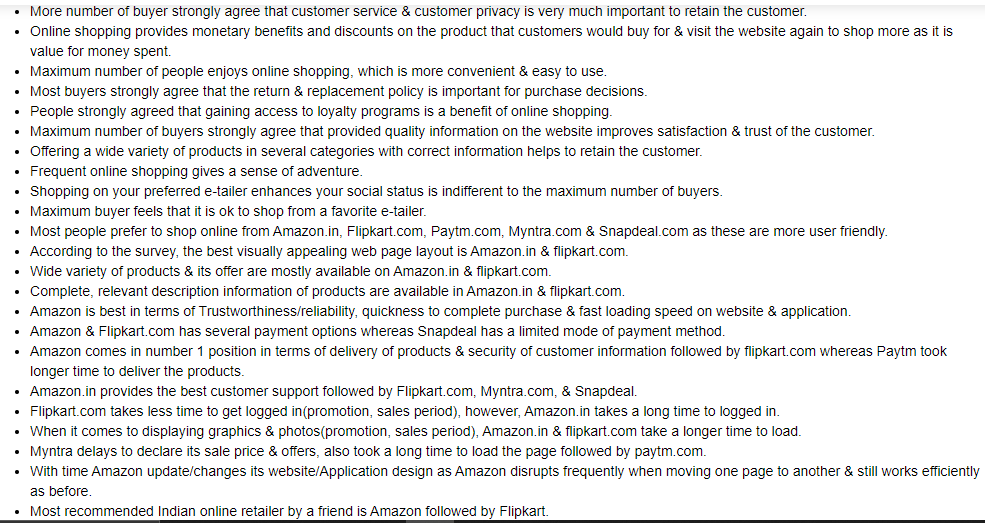 • More number of buyer strongly agree that customer service & customer privacy is very much important to retain the customer.
• Online shopping provides monetary benefits and discounts on the product that customers would buy for & visit the website again to shop more as it is
value for money spent.
• Maximum number of people enjoys online shopping, which is more convenient & easy to use.
• Most buyers strongly agree that the return & replacement policy is important for purchase decisions.
• People strongly agreed that gaining access to loyalty programs is a benefit of online shopping.
• Maximum number of buyers strongly agree that provided quality information on the website improves satisfaction & trust of the customer.
• Offering a wide variety of products in several categories with correct information helps to retain the customer.
• Frequent online shopping gives a sense of adventure.
• Shopping on your preferred e-tailer enhances your social status is indifferent to the maximum number of buyers.
• Maximum buyer feels that it is ok to shop from a favorite e-tailer.
• Most people prefer to shop online from Amazon.in, Flipkart.com, Paytm.com, Myntra.com & Snapdeal.com as these are more user friendly.
• According to the survey, the best visually appealing web page layout is Amazon.in & flipkart.com.
• Wide variety of products & its offer are mostly available on Amazon.in & flipkart.com.
• Complete, relevant description information of products are available in Amazon.in & flipkart.com.
• Amazon is best in terms of Trustworthiness/reliability, quickness to complete purchase & fast loading speed on website & application.
• Amazon & Flipkart.com has several payment options whereas Snapdeal has a limited mode of payment method.
• Amazon comes in number 1 position in terms of delivery of products & security of customer information followed by flipkart.com whereas Paytm took
longer time to deliver the products.
• Amazon.in provides the best customer support followed by Flipkart.com, Myntra.com, & Snapdeal.
• Flipkart.com takes less time to get logged in(promotion, sales period), however, Amazon.in takes a long time to logged in.
• When it comes to displaying graphics & photos(promotion, sales period), Amazon.in & flipkart.com take a longer time to load.
• Myntra delays to declare its sale price & offers, also took a long time to load the page followed by paytm.com.
• With time Amazon update/changes its website/Application design as Amazon disrupts frequently when moving one page to another & still works efficiently
as before.
• Most recommended Indian online retailer by a friend is Amazon followed by Flipkart.